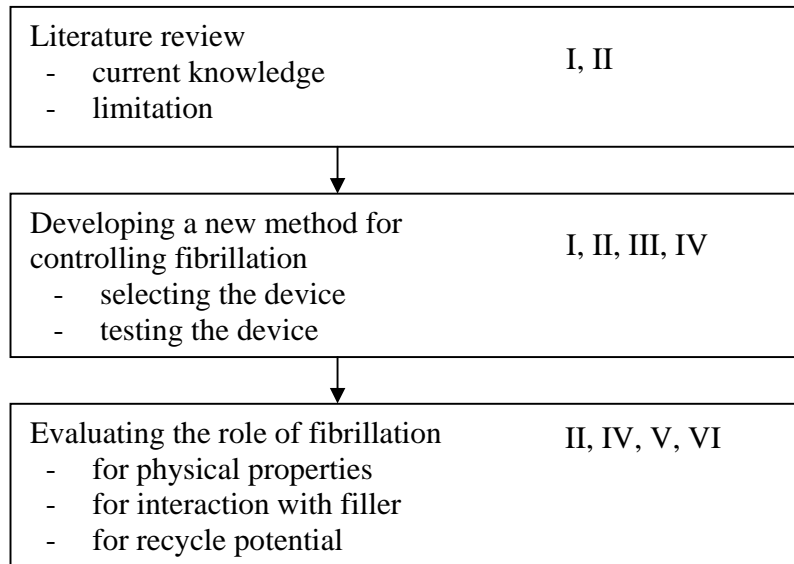 Literature review
- current knowledge
- limitation
I, II
Developing a new method for
controlling fibrillation
- selecting the device
- testing the device
I, II, III, IV
Evaluating the role of fibrillation
- for physical properties
- for interaction with filler
- for recycle potential
II, IV, V, VI